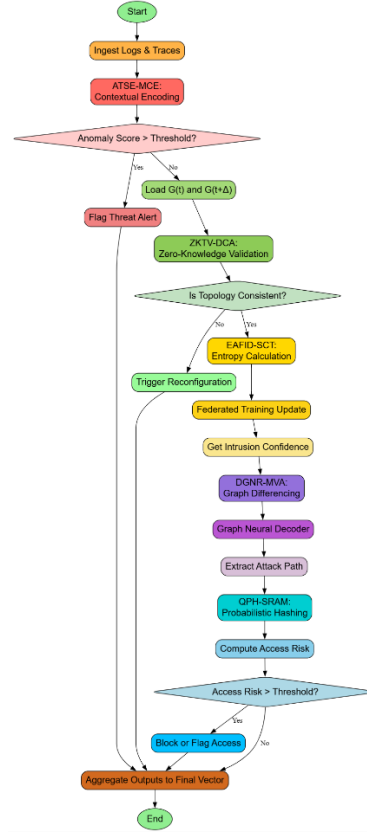 Start
Ingest Logs & Traces
ATSE-MCE:
Contextual Encoding
Anomaly Score > Threshold?
Yes
No
Load G(t) and G(t+Δ)
Flag Threat Alert
ZKTV-DCA:
Zero-Knowledge Validation
Is Topology Consistent?
No
Yes
EAFID-SCT:
Entropy Calculation
Trigger Reconfiguration
Federated Training Update
Get Intrusion Confidence
DGNR-MVA:
Graph Differencing
Graph Neural Decoder
Extract Attack Path
QPH-SRAM:
Probabilistic Hashing
Compute Access Risk
Access Risk > Threshold?
Yes
No
Block or Flag Access
Aggregate Outputs to Final Vector
End